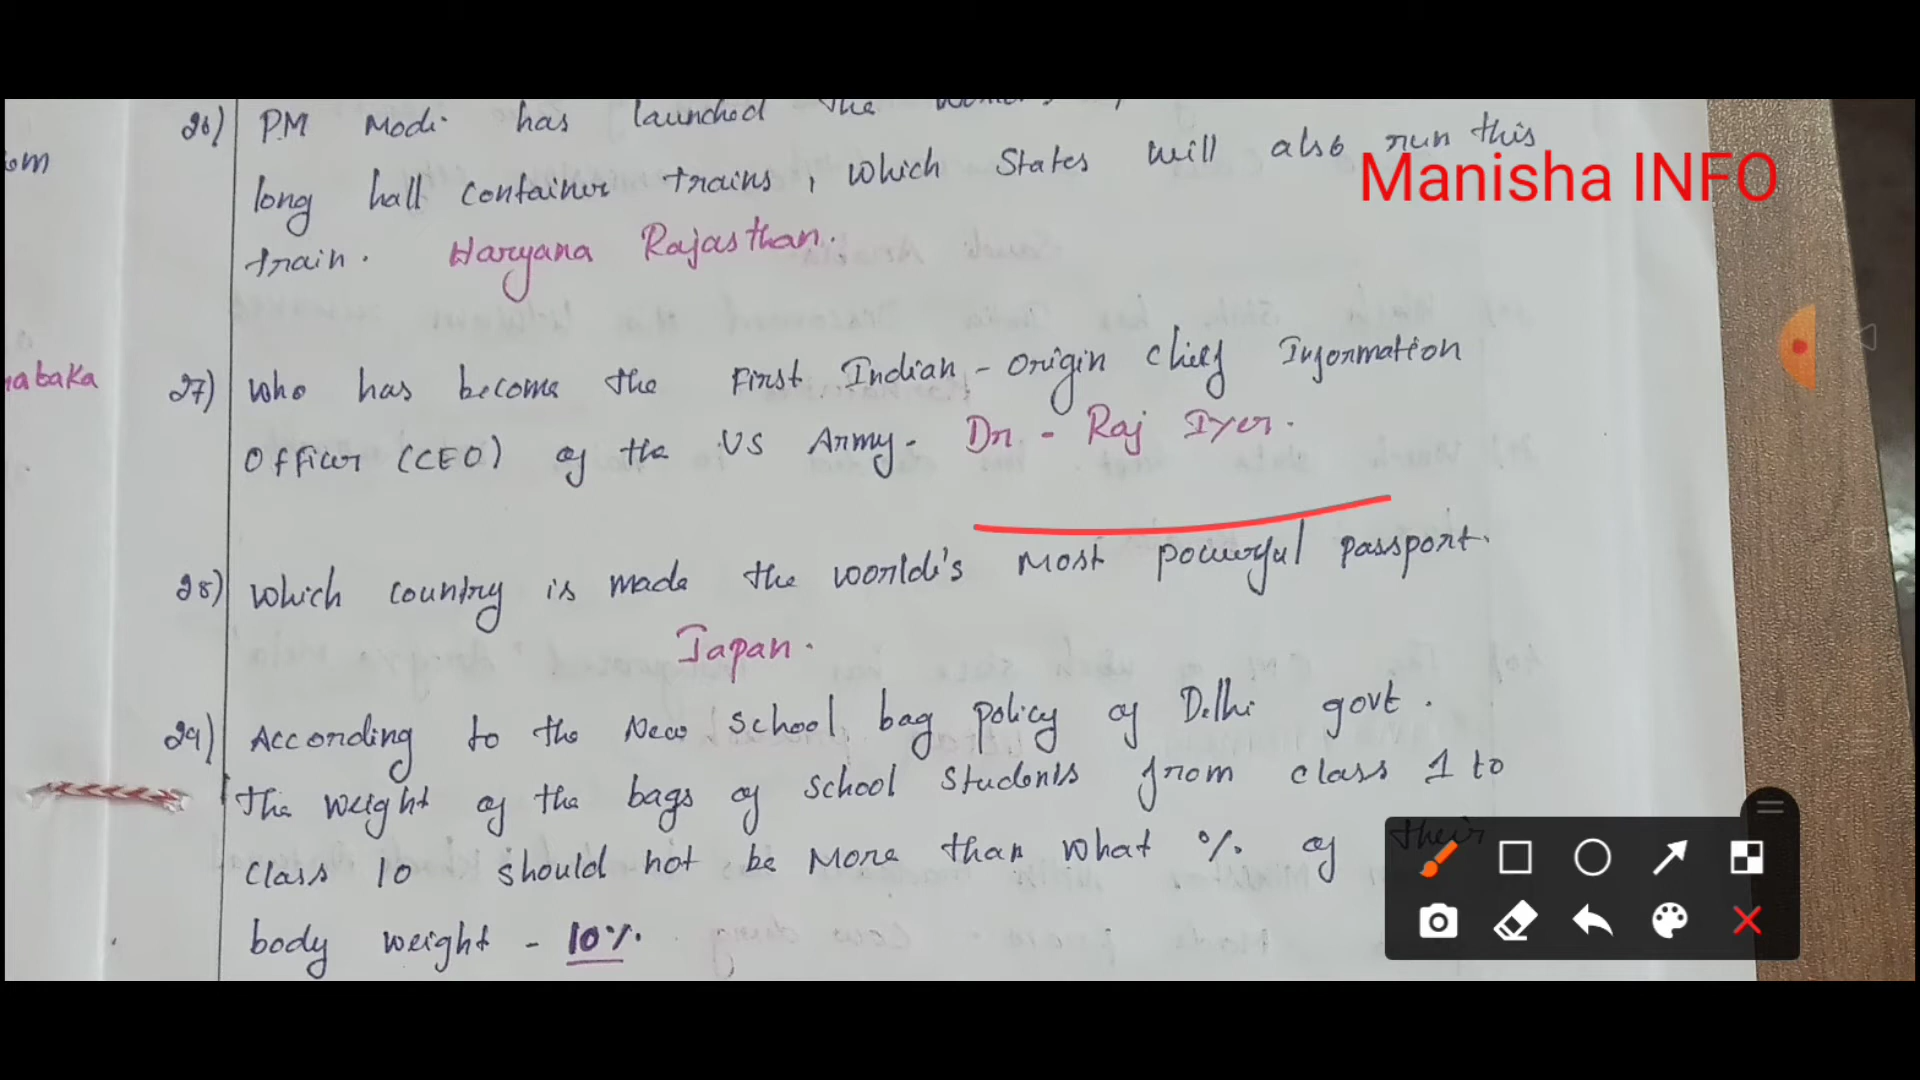 26) PM Modi has launched the
long hall container trains, which States will also run this
train. Haryana Rajasthan.
Manisha INFO
27) Who has become the First Indian-origin chief Information
Officer (CEO) of the US Army- Dr - Raj Iyer.
28) Which country is made the world's most powerful passport.
Japan.
29) According to the New School bag policy of Delhi govt.
The weight of the bags of school students from class 1 to
class 10 should not be More than what % of their
body weight - 10%.
om
abaka